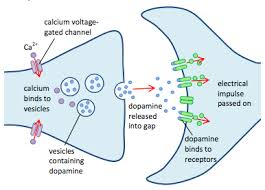 calcium voltage-
gated channel
Ca2+
calcium
binds to
vesicles
vesicles
containing
dopamine
dopamine
released
into gap
electrical
impulse
passed on
dopamine
binds to
receptors